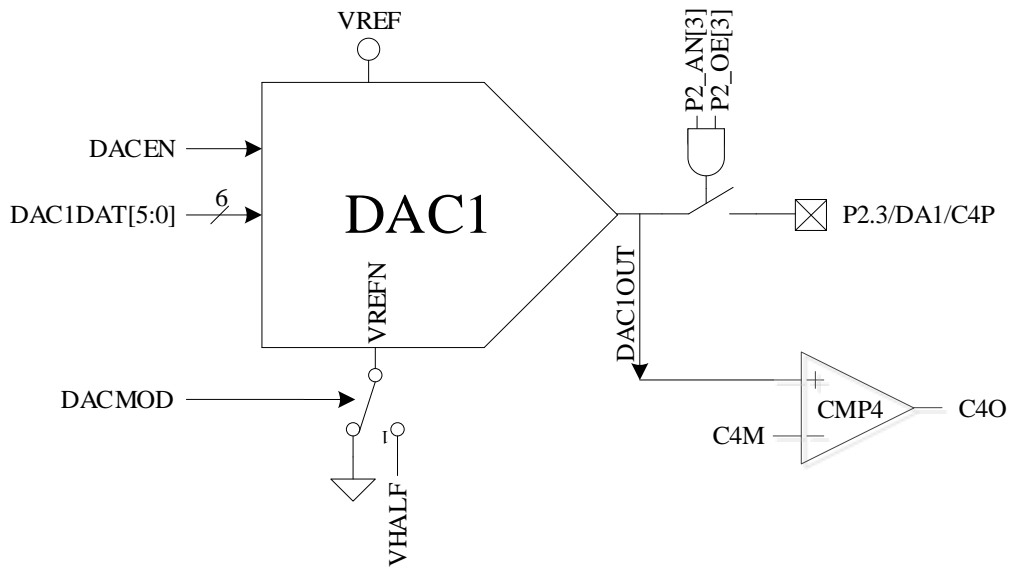 VREF
P2_AN[3]
P2_OE[3]
DACEN
6
DAC1DAT[5:0]
DAC1
P2.3/DA1/C4P
VREFN
DAC1OUT
DACMOD
+
CMP4
C4O
1
C4M
VHALF